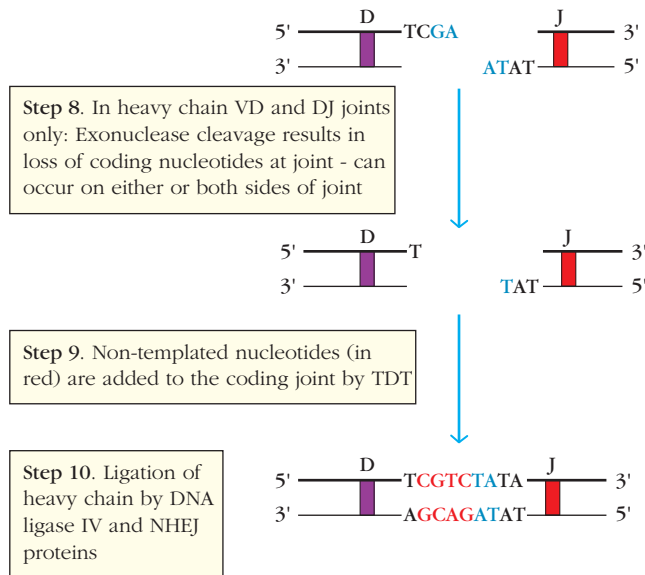 D J
5' TCGA 3'
3' ATAT 5'
Step 8. In heavy chain VD and DJ joints
only: Exonuclease cleavage results in
loss of coding nucleotides at joint - can
occur on either or both sides of joint
D J
5' T 3'
3' TAT 5'
Step 9. Non-templated nucleotides (in
red) are added to the coding joint by TDT
Step 10. Ligation of
heavy chain by DNA
ligase IV and NHEJ
proteins
D J
5' TCGTCTATA 3'
3' AGCAGATAT 5'